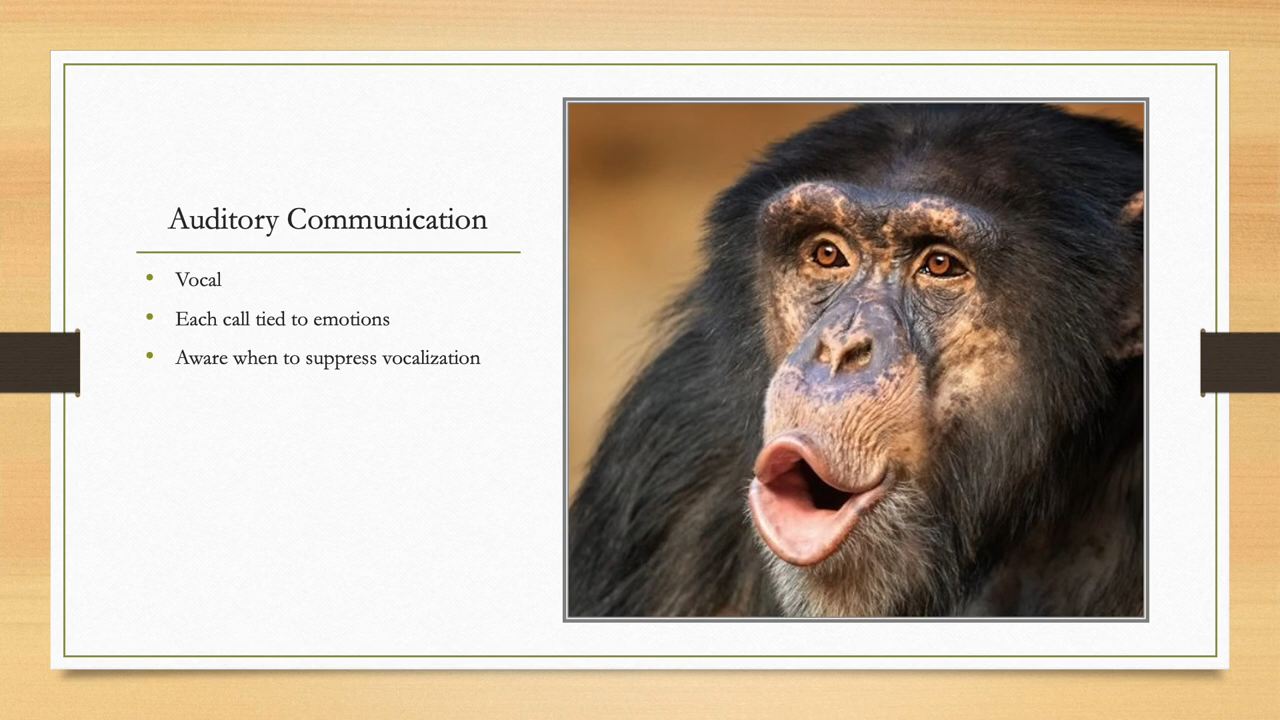 Auditory Communication
• Vocal
• Each call tied to emotions
• Aware when to suppress vocalization